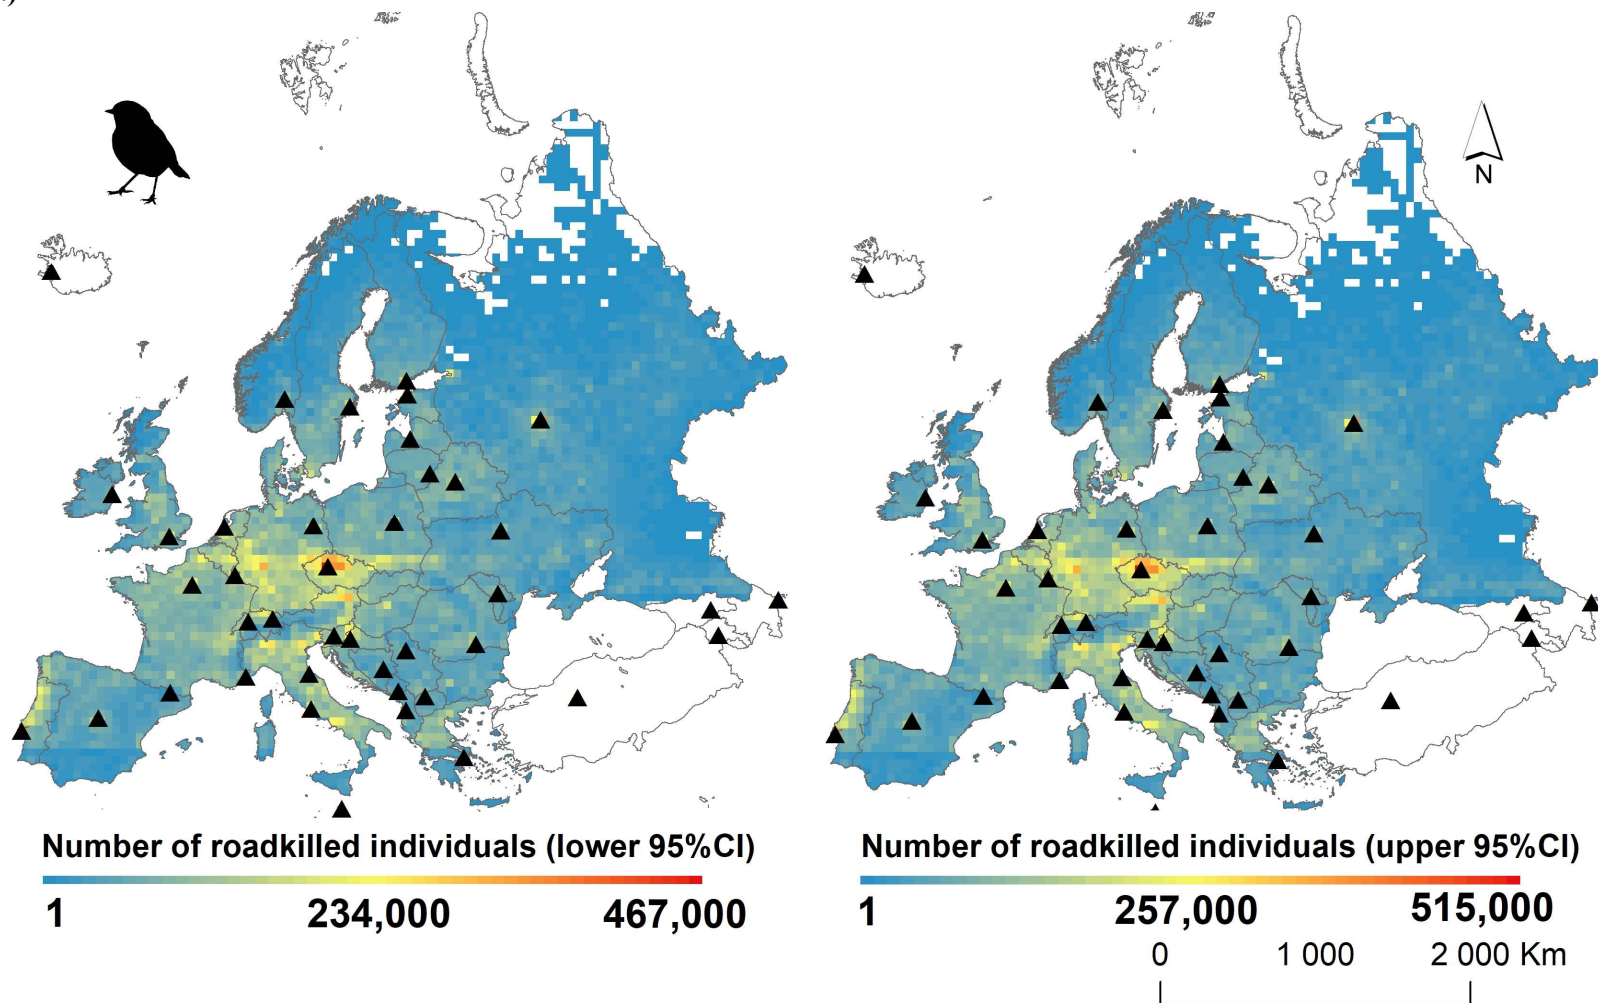 N
Number of roadkilled individuals (lower 95%CI)
1 234,000 467,000
Number of roadkilled individuals (upper 95%CI)
1 257,000 515,000
0 1 000 2 000 Km